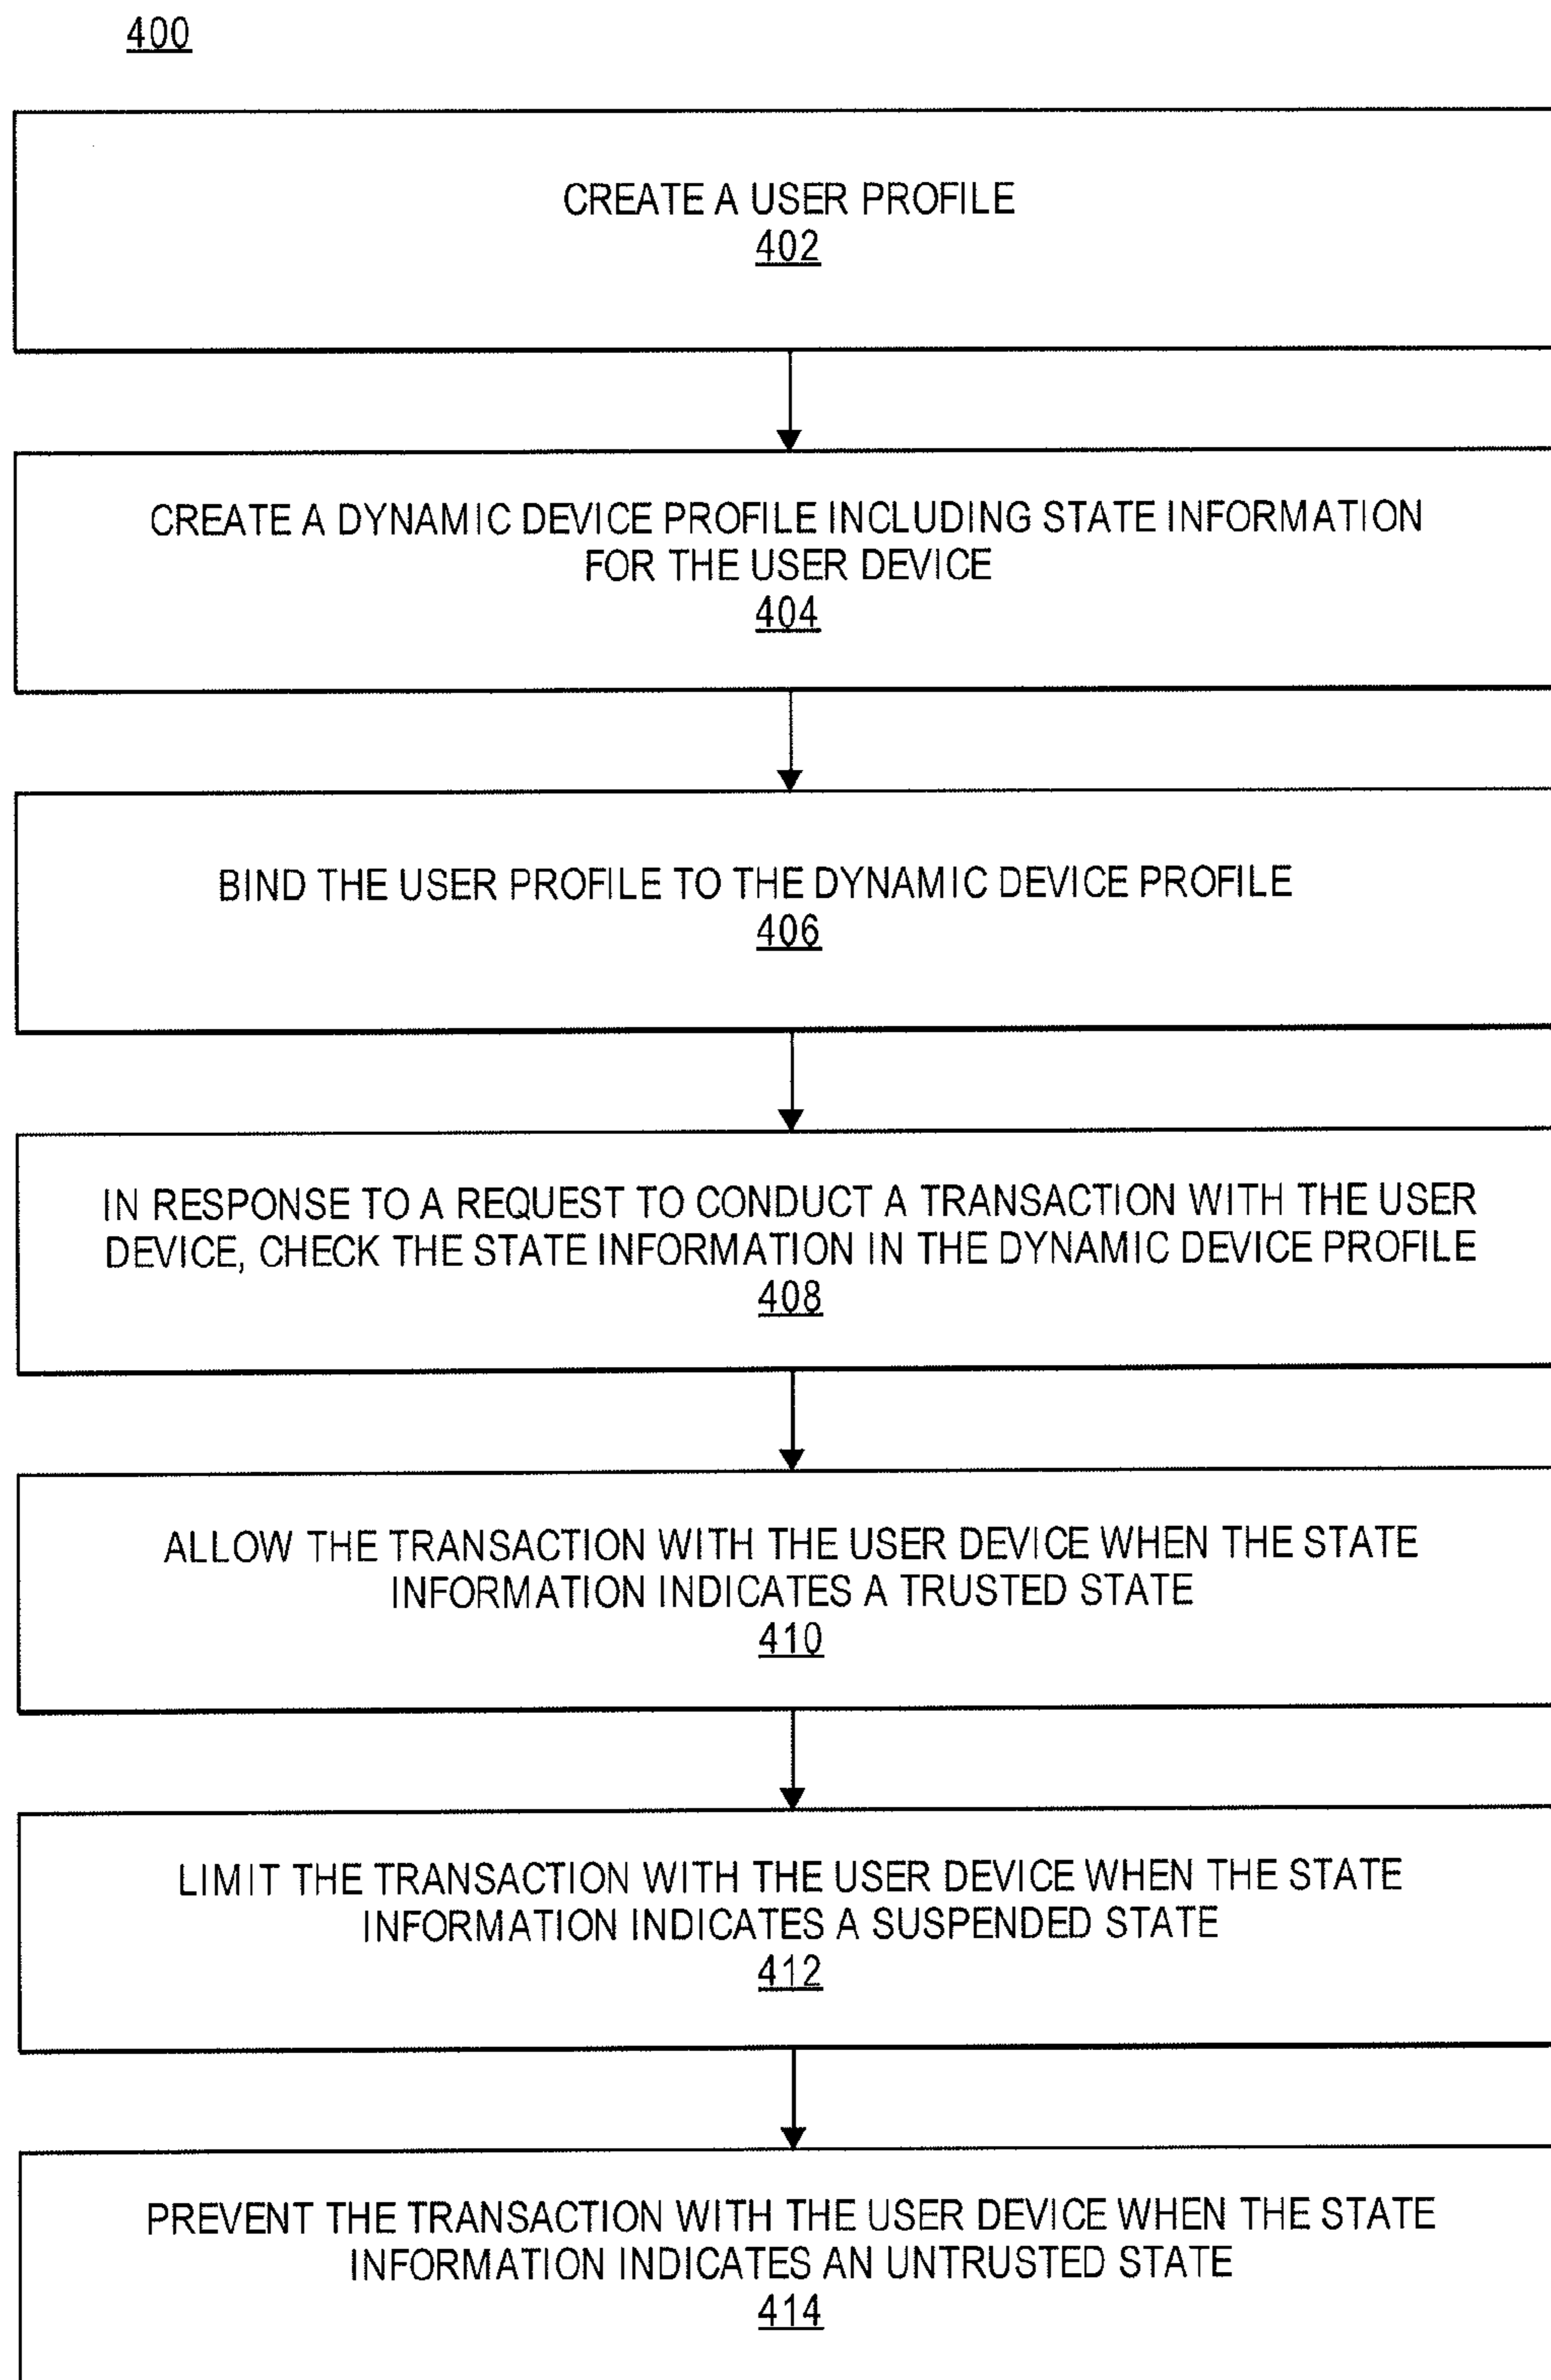 400
CREATE A USER PROFILE
402
CREATE A DYNAMIC DEVICE PROFILE INCLUDING STATE INFORMATION
FOR THE USER DEVICE
404
BIND THE USER PROFILE TO THE DYNAMIC DEVICE PROFILE
406
IN RESPONSE TO A REQUEST TO CONDUCT A TRANSACTION WITH THE USER
DEVICE, CHECK THE STATE INFORMATION IN THE DYNAMIC DEVICE PROFILE
408
ALLOW THE TRANSACTION WITH THE USER DEVICE WHEN THE STATE
INFORMATION INDICATES A TRUSTED STATE
410
LIMIT THE TRANSACTION WITH THE USER DEVICE WHEN THE STATE
INFORMATION INDICATES A SUSPENDED STATE
412
PREVENT THE TRANSACTION WITH THE USER DEVICE WHEN THE STATE
INFORMATION INDICATES AN UNTRUSTED STATE
414